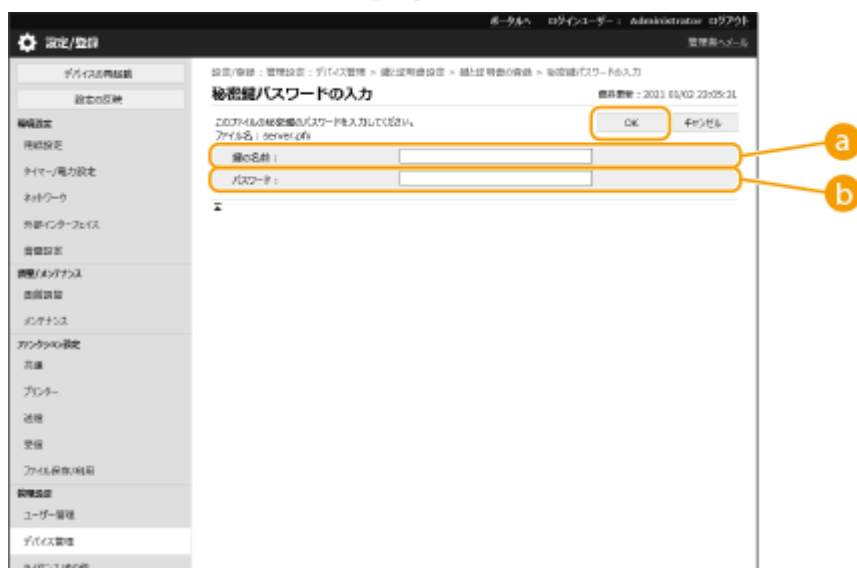 ポータルへ ログインユーザー： Administrator ログアウト
設定/登録
管理者へメール
デバイスの再起動
設定の反映
環境設定
用紙設定
タイマー/電力設定
ネットワーク
外部インターフェイス
音量設定
調整/メンテナンス
画質調整
メンテナンス
ファンクション設定
共通
プリンター
送信
受信
ファイル保存/利用
管理設定
ユーザー管理
デバイス管理
設定/登録：管理設定：デバイス管理 > 鍵と証明書設定 > 鍵と証明書の登録 > 秘密鍵パスワードの入力
秘密鍵パスワードの入力
最終更新：2021 01/02 22:05:31
このファイルの秘密鍵のパスワードを入力してください。
ファイル名：server.pfx
OK キャンセル
鍵の名前：
パスワード：
a
b